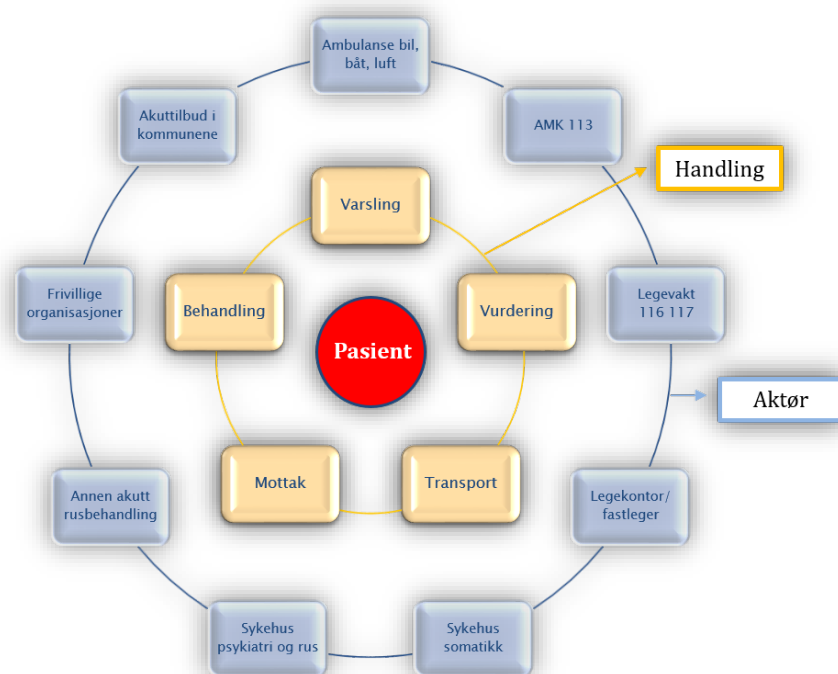 Ambulanse bil,
båt, luft
Akuttilbud i
kommunene
AMK 113
Handling
Varsling
Frivillige
organisasjoner
Behandling
Vurdering
Legevakt
116 117
Pasient
Aktør
Annen akutt
rusbehandling
Mottak
Transport
Legekontor/
fastleger
Sykehus
psykiatri og rus
Sykehus
somatikk